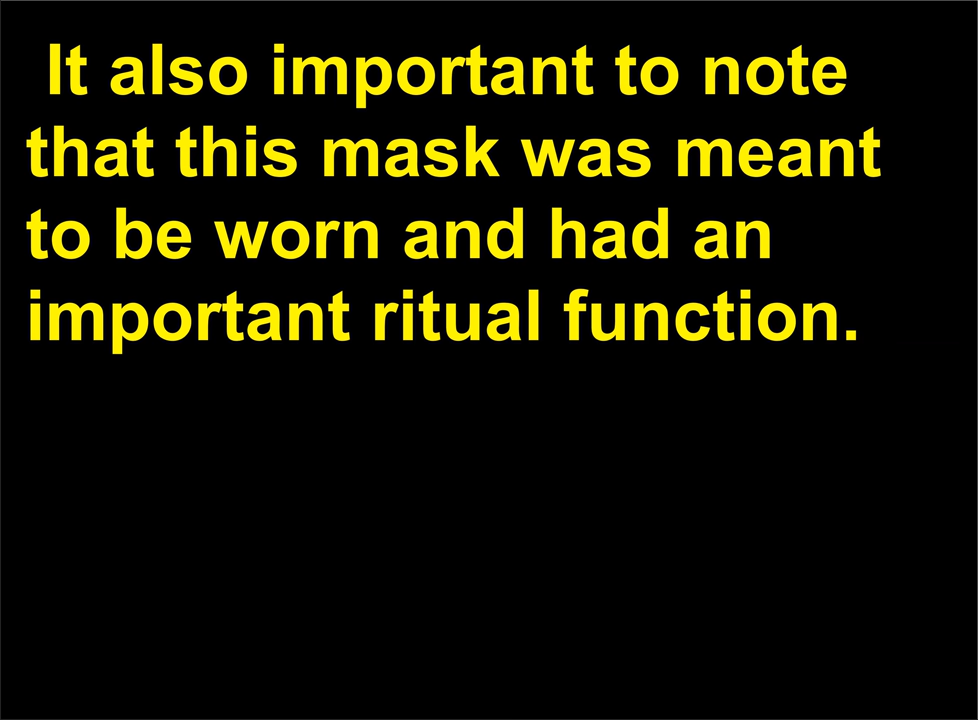 It also important to note
that this mask was meant
to be worn and had an
important ritual function.